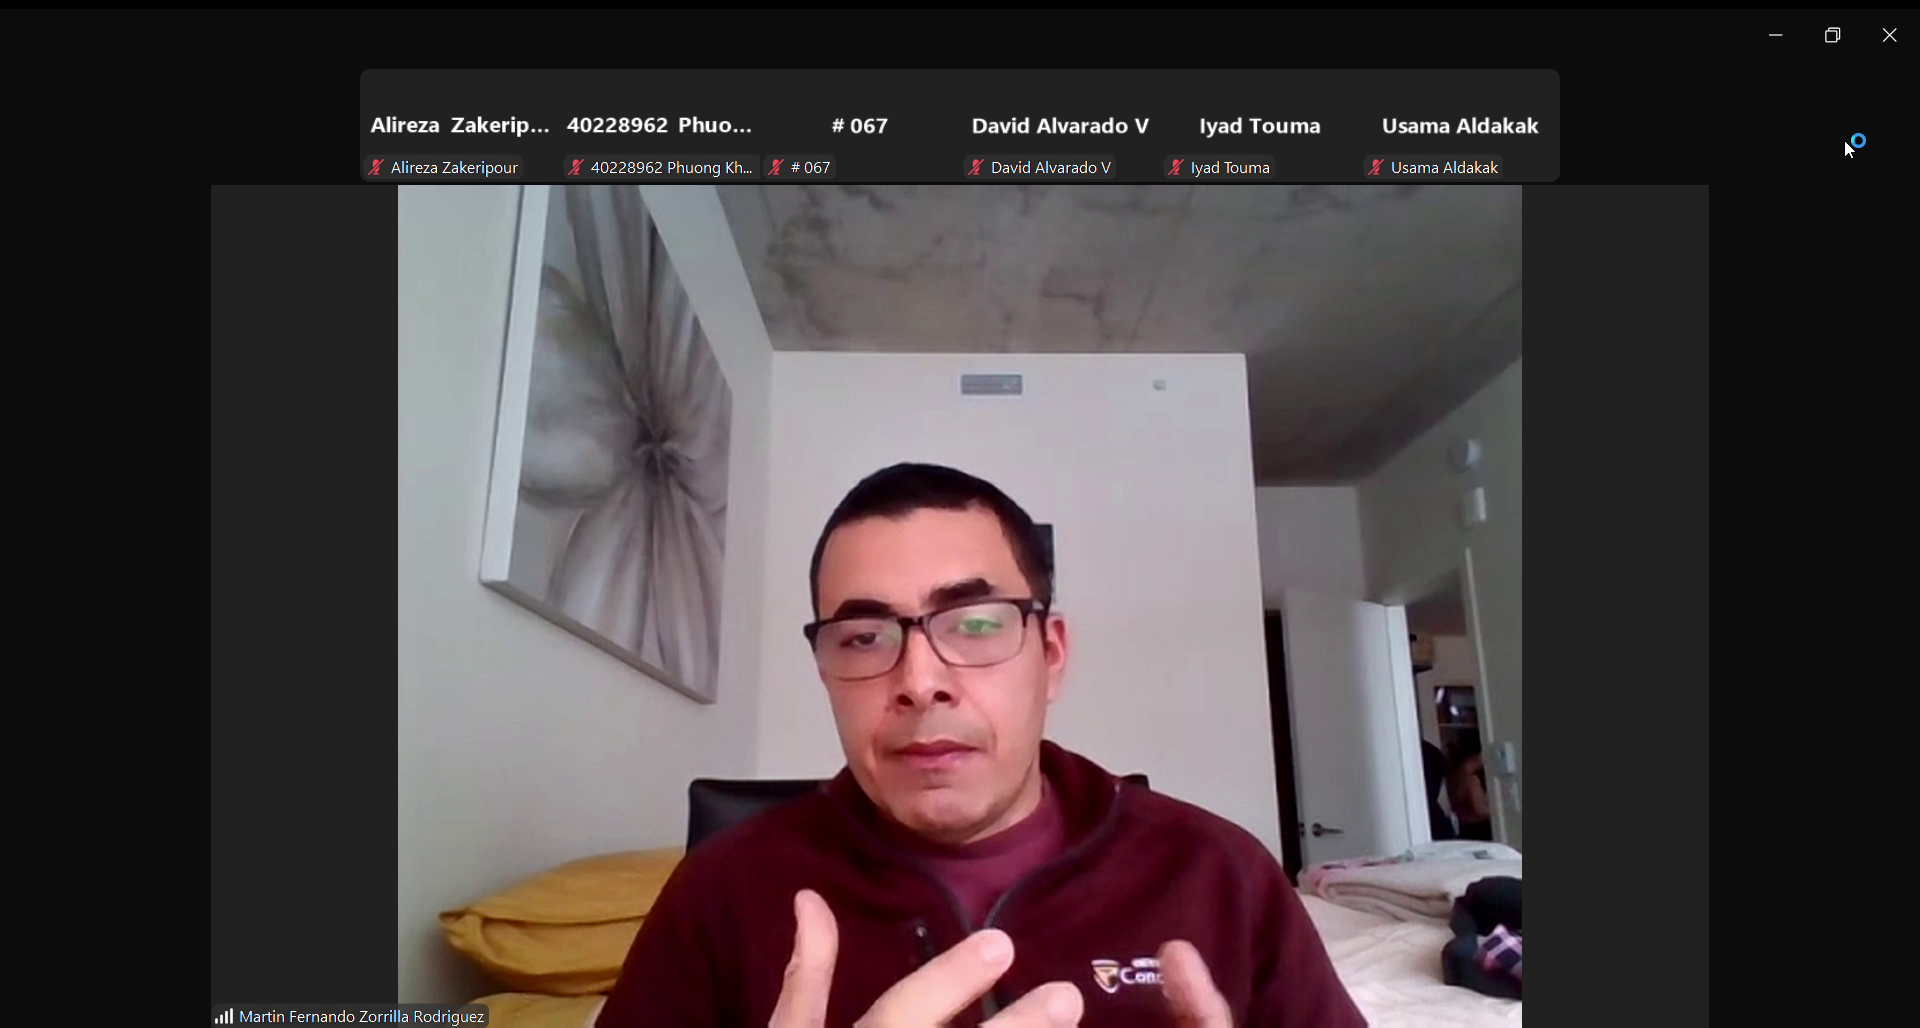 Alireza Zakerip...
40228962 Phuo...
# 067
David Alvarado V
Iyad Touma
Usama Aldakak
Alireza Zakeripour
40228962 Phuong Kh...
# 067
David Alvarado V
Iyad Touma
Usama Aldakak
Martin Fernando Zorrilla Rodriguez